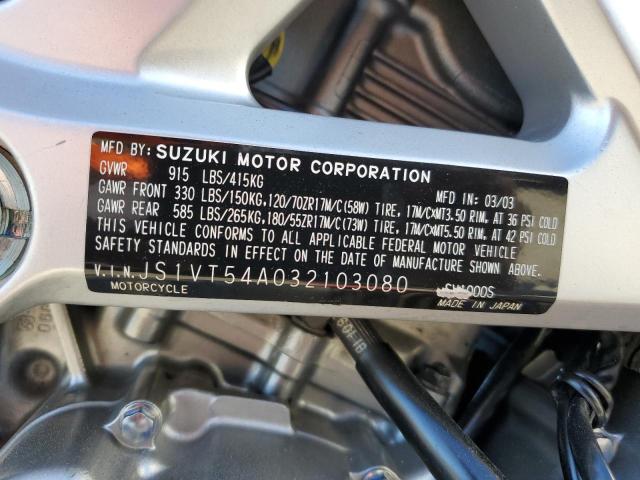 MFD BY: SUZUKI MOTOR CORPORATION
GVWR 915 LBS/415KG MFD IN: 03/03
GAWR FRONT 330 LBS/150KG,120/70ZR17M/C(58W) TIRE, 17M/C×MT3.50 RIM, AT 36 PSI COLD
GAWR REAR 585 LBS/265KG,180/55ZR17M/C(73W) TIRE, 17M/C×MT5.50 RIM, AT 42 PSI COLD
THIS VEHICLE CONFORMS TO ALL APPLICABLE FEDERAL MOTOR VEHICLE
SAFETY STANDARDS IN EFFECT ON THE DATE OF MANUFACTURE SHOWN ABOVE.
V.I.N. JS1VT54A032103080
MOTORCYCLE MADE IN JAPAN